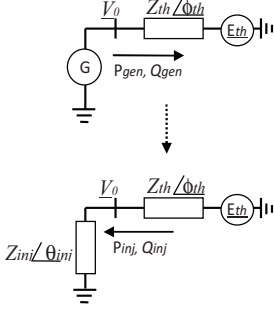 V0 Zth/ϕth
Eth
G
Pgen, Qgen
V0 Zth/ϕth
Eth
Zinj/θinj
Pinj, Qinj